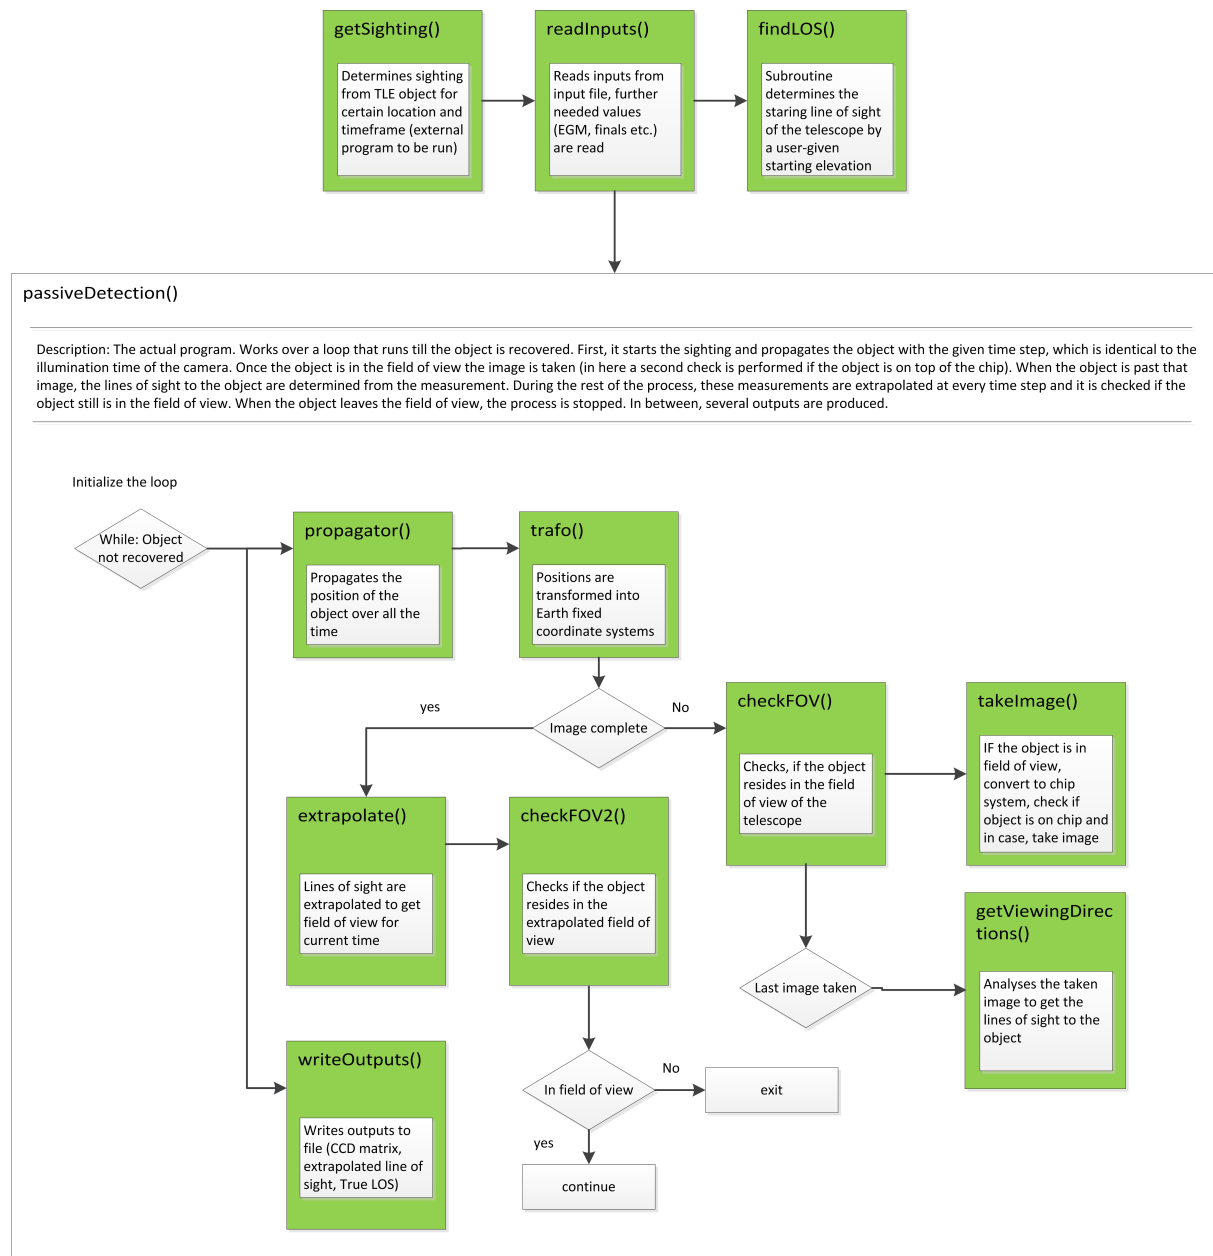 getSighting()
Determines sighting
from TLE object for
certain location and
timeframe (external
program to be run)
readInputs()
Reads inputs from
input file, further
needed values
(EGM, finals etc.)
are read
findLOS()
Subroutine
determines the
staring line of sight
of the telescope by
a user-given
starting elevation
passiveDetection()
Description: The actual program. Works over a loop that runs till the object is recovered. First, it starts the sighting and propagates the object with the given time step, which is identical to the
illumination time of the camera. Once the object is in the field of view the image is taken (in here a second check is performed if the object is on top of the chip). When the object is past that
image, the lines of sight to the object are determined from the measurement. During the rest of the process, these measurements are extrapolated at every time step and it is checked if the
object still is in the field of view. When the object leaves the field of view, the process is stopped. In between, several outputs are produced.
Initialize the loop
While: Object
not recovered
propagator()
Propagates the
position of the
object over all the
time
trafo()
Positions are
transformed into
Earth fixed
coordinate systems
yes
Image complete
No
checkFOV()
Checks, if the object
resides in the field
of view of the
telescope
takeImage()
IF the object is in
field of view,
convert to chip
system, check if
object is on chip and
in case, take image
extrapolate()
Lines of sight are
extrapolated to get
field of view for
current time
checkFOV2()
Checks if the object
resides in the
extrapolated field of
view
Last image taken
getViewingDirec
tions()
Analyses the taken
image to get the
lines of sight to the
object
writeOutputs()
Writes outputs to
file (CCD matrix,
extrapolated line of
sight, True LOS)
In field of view
No
exit
yes
continue